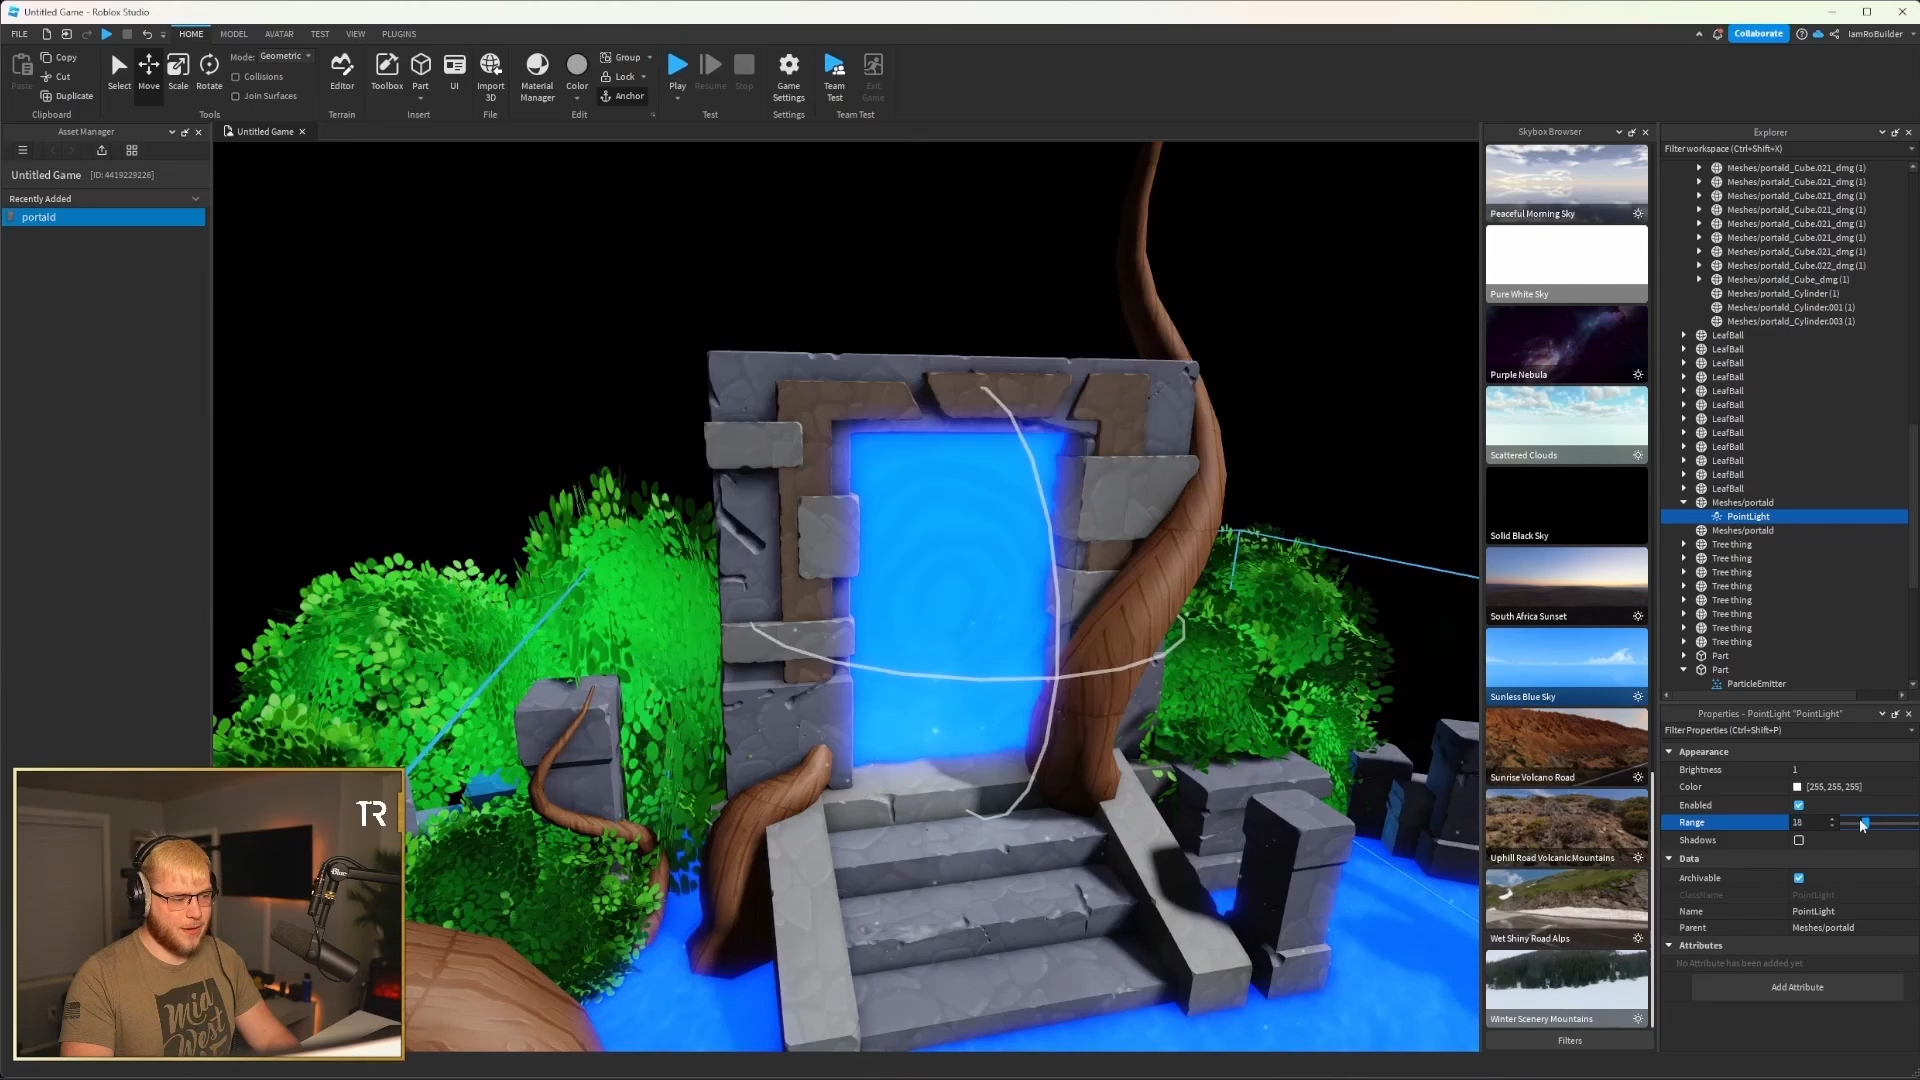 Untitled Game - Roblox Studio
FILE HOME MODEL AVATAR TEST VIEW PLUGINS Collaborate IamRoBuilder
Paste Copy Cut Duplicate
Select Move Scale Rotate Mode: Geometric Collisions Join Surfaces
Editor Toolbox Part UI Import 3D Material Manager Color Group Lock Anchor
Play Resume Stop Game Settings Team Test Exit Game
Clipboard Tools Terrain Insert File Edit Test Settings Team Test
Asset Manager
Untitled Game [ID: 4419229226]
Recently Added
portald
Untitled Game
TR
Mid
West
Skybox Browser
Peaceful Morning Sky
Pure White Sky
Purple Nebula
Scattered Clouds
Solid Black Sky
South Africa Sunset
Sunless Blue Sky
Sunrise Volcano Road
Uphill Road Volcanic Mountains
Wet Shiny Road Alps
Winter Scenery Mountains
Filters
Explorer
Filter workspace (Ctrl+Shift+X)
Meshes/portald_Cube.021_dmg (1)
Meshes/portald_Cube.021_dmg (1)
Meshes/portald_Cube.021_dmg (1)
Meshes/portald_Cube.021_dmg (1)
Meshes/portald_Cube.021_dmg (1)
Meshes/portald_Cube.021_dmg (1)
Meshes/portald_Cube.021_dmg (1)
Meshes/portald_Cube.022_dmg (1)
Meshes/portald_Cube_dmg (1)
Meshes/portald_Cylinder (1)
Meshes/portald_Cylinder.001 (1)
Meshes/portald_Cylinder.003 (1)
LeafBall
LeafBall
LeafBall
LeafBall
LeafBall
LeafBall
LeafBall
LeafBall
LeafBall
LeafBall
LeafBall
LeafBall
Meshes/portald
PointLight
Meshes/portald
Tree thing
Tree thing
Tree thing
Tree thing
Tree thing
Tree thing
Tree thing
Tree thing
Part
Part
ParticleEmitter
Properties - PointLight "PointLight"
Filter Properties (Ctrl+Shift+P)
Appearance
Brightness 1
Color [255, 255, 255]
Enabled
Range 18
Shadows
Data
Archivable
ClassName PointLight
Name PointLight
Parent Meshes/portald
Attributes
No Attribute has been added yet
Add Attribute